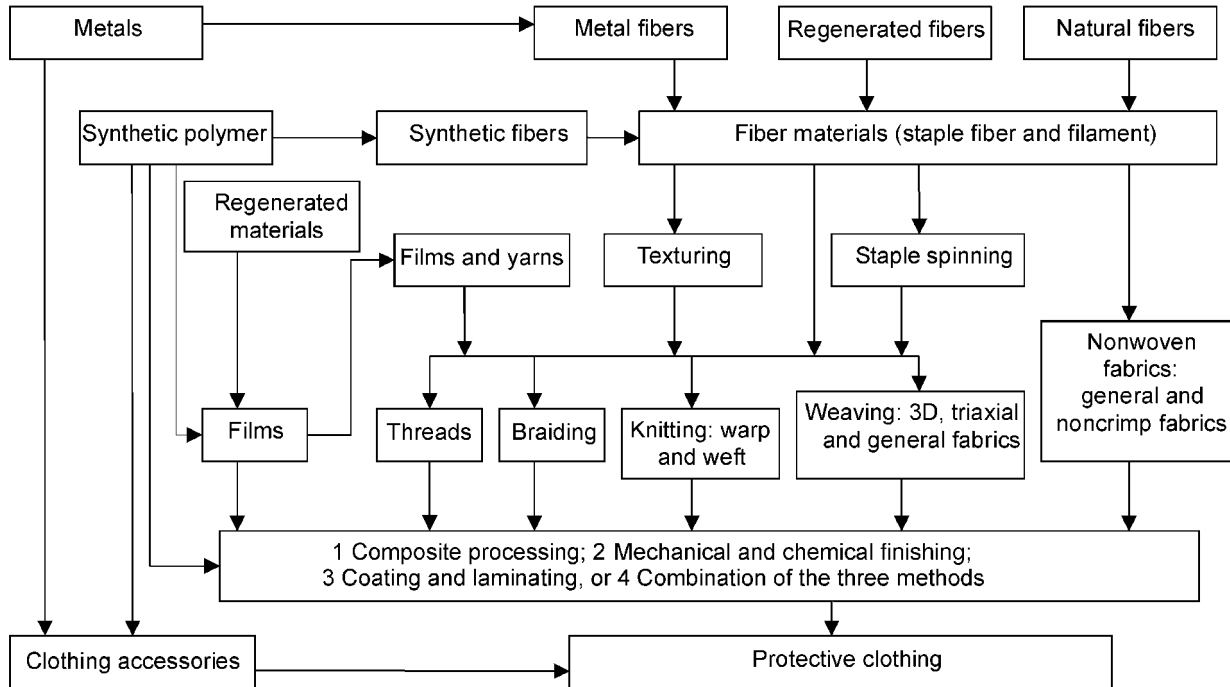 Metals
Metal fibers
Regenerated fibers
Natural fibers
Synthetic polymer
Synthetic fibers
Fiber materials (staple fiber and filament)
Regenerated
materials
Films and yarns
Texturing
Staple spinning
Nonwoven
fabrics:
general and
noncrimp fabrics
Films
Threads
Braiding
Knitting: warp
and weft
Weaving: 3D, triaxial
and general fabrics
1 Composite processing; 2 Mechanical and chemical finishing;
3 Coating and laminating, or 4 Combination of the three methods
Clothing accessories
Protective clothing